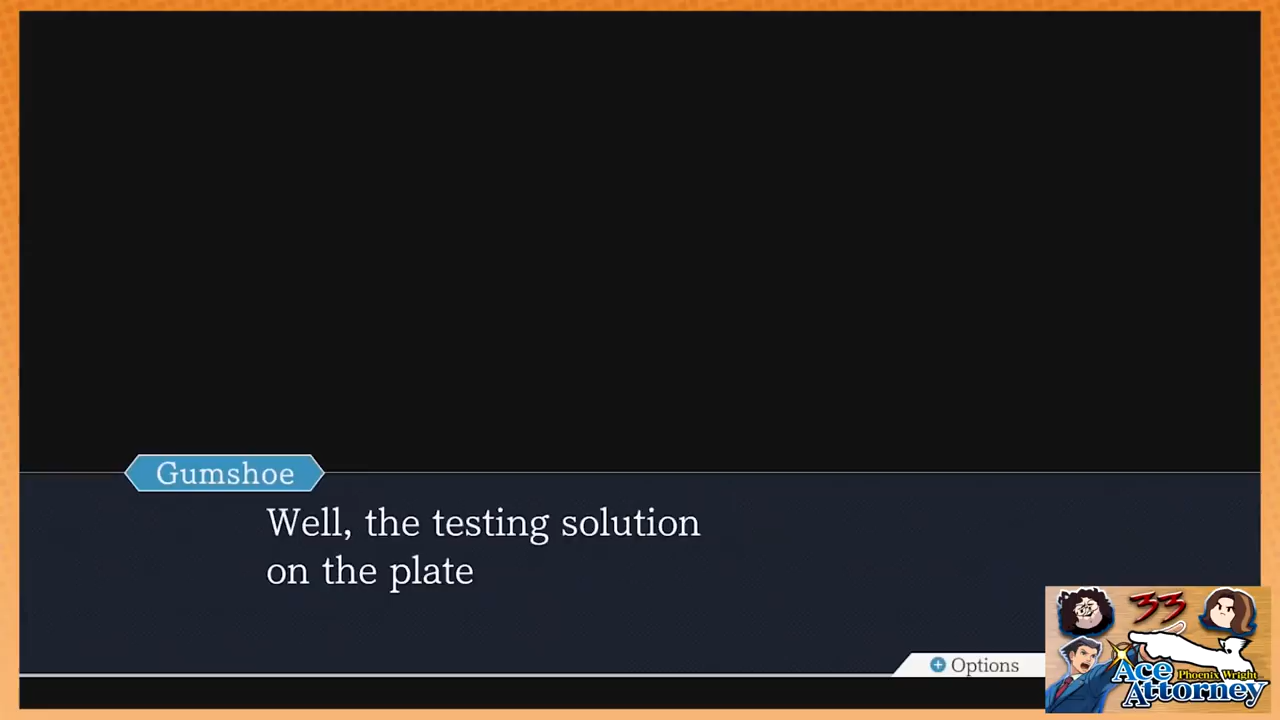 Gumshoe
Well, the testing solution
on the plate
Options
33
Phoenix Wright
Ace
Attorney